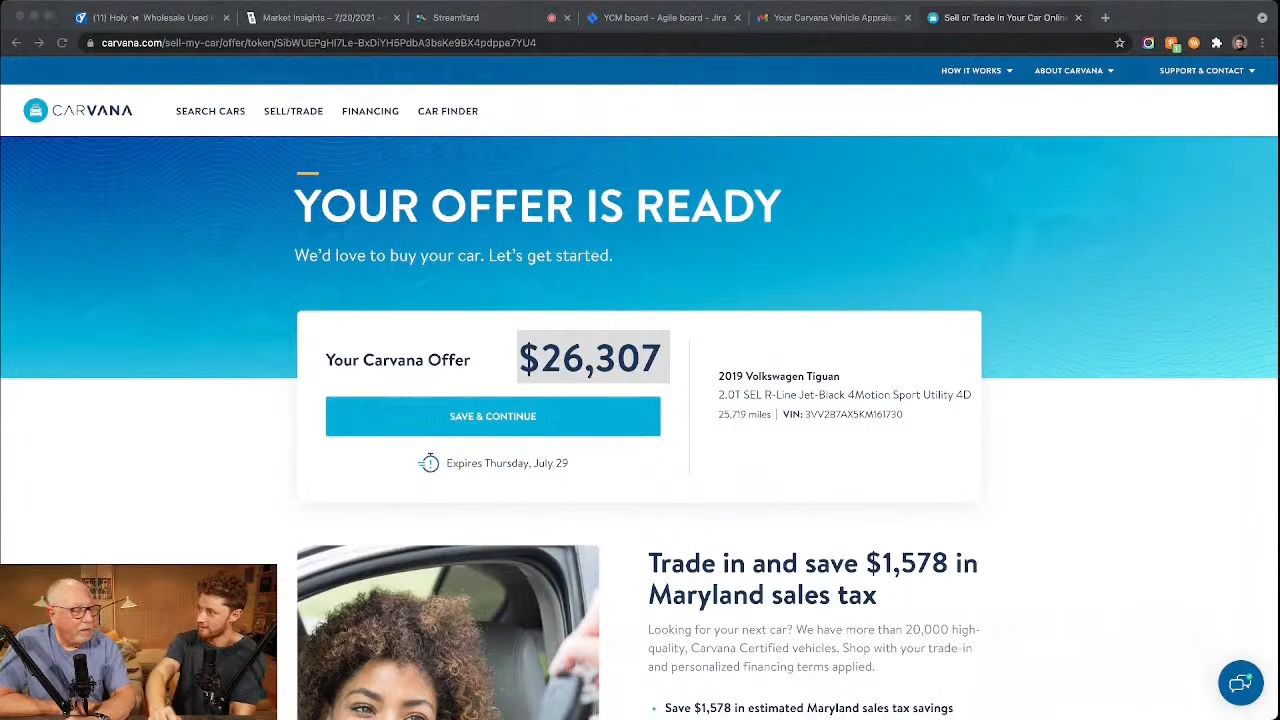 (1) Holy
Wholesale Used
Market Insights – 7/20/2021 -
StreamYard
YCM board - Agile board - Jira
Your Carvana Vehicle Appraise
Sell or Trade In Your Car Onlin
carvana.com/sell-my-car/offer/token/SibWUEPgHI7Le-BxDiYH5PdbA3bsKe9BX4pdppa7YU4
HOW IT WORKS
ABOUT CARVANA
SUPPORT & CONTACT
CARVANA
SEARCH CARS
SELL/TRADE
FINANCING
CAR FINDER
YOUR OFFER IS READY
We'd love to buy your car. Let's get started.
Your Carvana Offer
$26,307
SAVE & CONTINUE
Expires Thursday, July 29
2019 Volkswagen Tiguan
2.0T SEL R-Line Jet-Black 4Motion Sport Utility 4D
25,719 miles | VIN: 3VV2B7AX5KM161730
Trade in and save $1,578 in
Maryland sales tax
Looking for your next car? We have more than 20,000 high-
quality, Carvana Certified vehicles. Shop with your trade-in
and personalized financing terms applied.
• Save $1,578 in estimated Maryland sales tax savings